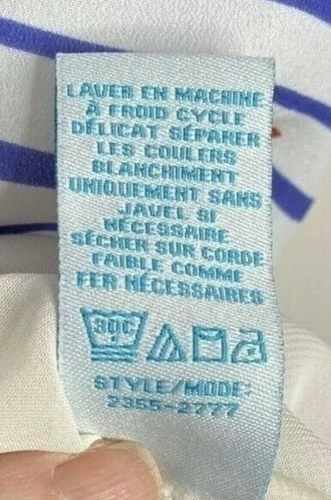 LAVER EN MACHINE
À FROID CYCLE
DÉLICAT SÉPARER
LES COULERS
BLANCHIMENT
UNIQUEMENT SANS
JAVEL SI
NÉCESSAIRE
SÉCHER SUR CORDE
FAIBLE COMME
FER NÉCESSAIRES
30C
STYLE/MODE:
2355-2777